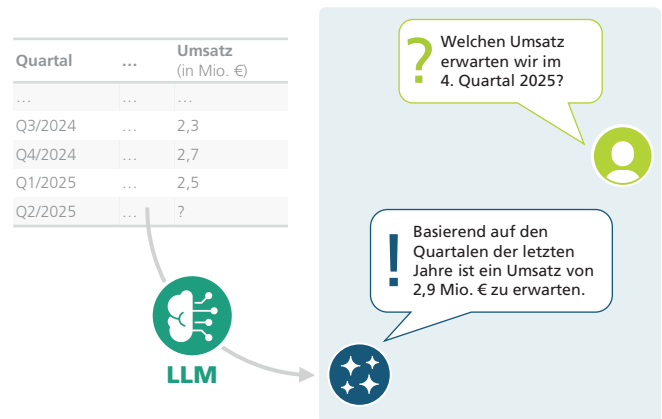 Quartal … Umsatz
(in Mio. €)
… … …
Q3/2024 … 2,3
Q4/2024 … 2,7
Q1/2025 … 2,5
Q2/2025 … ?
LLM
?
Welchen Umsatz
erwarten wir im
4. Quartal 2025?
!
Basierend auf den
Quartalen der letzten
Jahre ist ein Umsatz von
2,9 Mio. € zu erwarten.